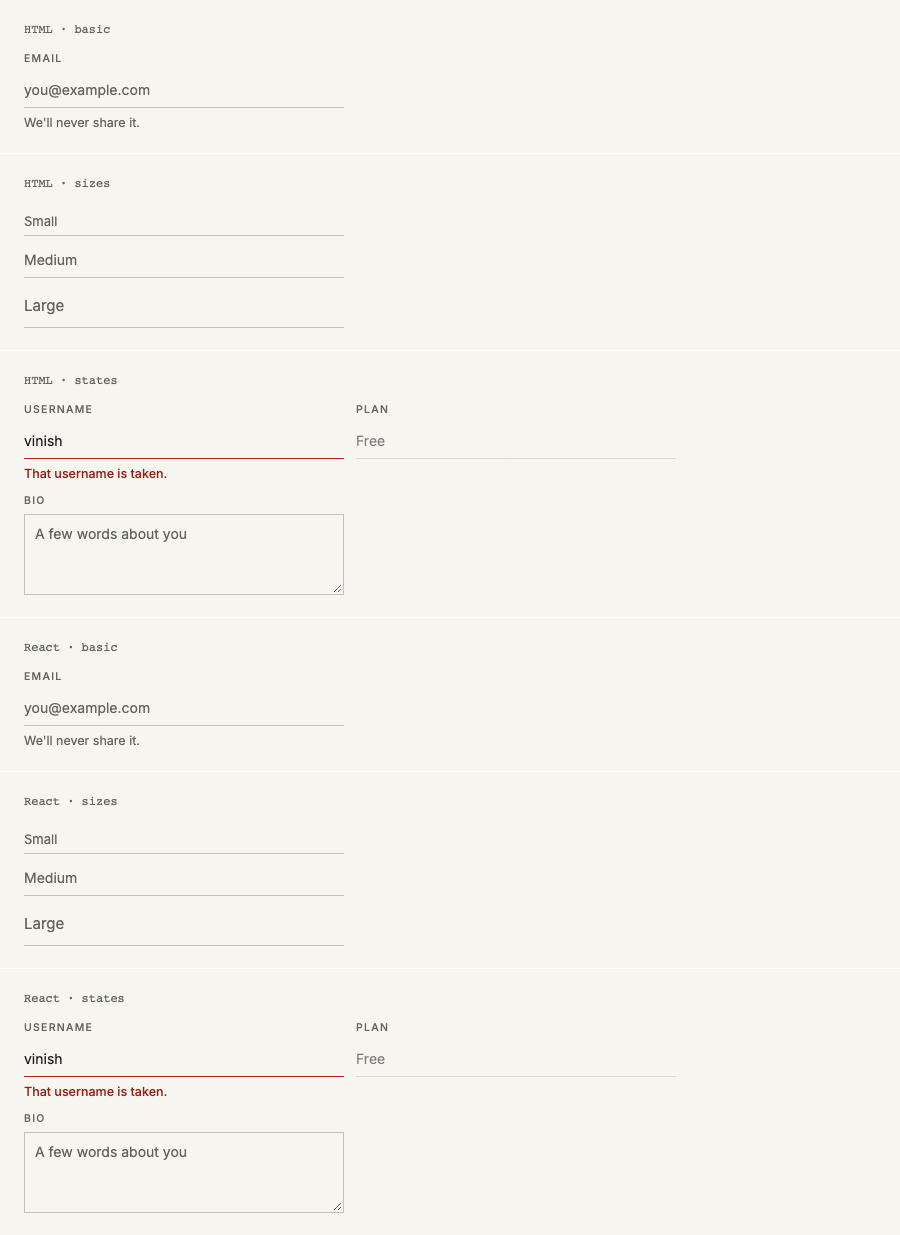 HTML · basic
EMAIL
you@example.com
We'll never share it.
HTML · sizes
Small
Medium
Large
HTML · states
USERNAME PLAN
vinish Free
That username is taken.
BIO
A few words about you
React · basic
EMAIL
you@example.com
We'll never share it.
React · sizes
Small
Medium
Large
React · states
USERNAME PLAN
vinish Free
That username is taken.
BIO
A few words about you